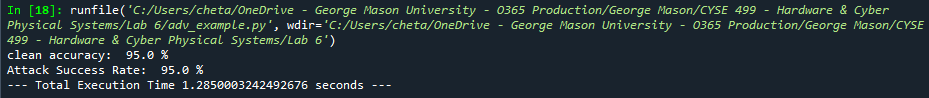 In [18]: runfile('C:/Users/cheta/OneDrive - George Mason University - O365 Production/George Mason/CYSE 499 - Hardware & Cyber
Physical Systems/Lab 6/adv_example.py', wdir='C:/Users/cheta/OneDrive - George Mason University - O365 Production/George Mason/CYSE
499 - Hardware & Cyber Physical Systems/Lab 6')
clean accuracy:  95.0 %
Attack Success Rate:  95.0 %
--- Total Execution Time 1.2850003242492676 seconds ---